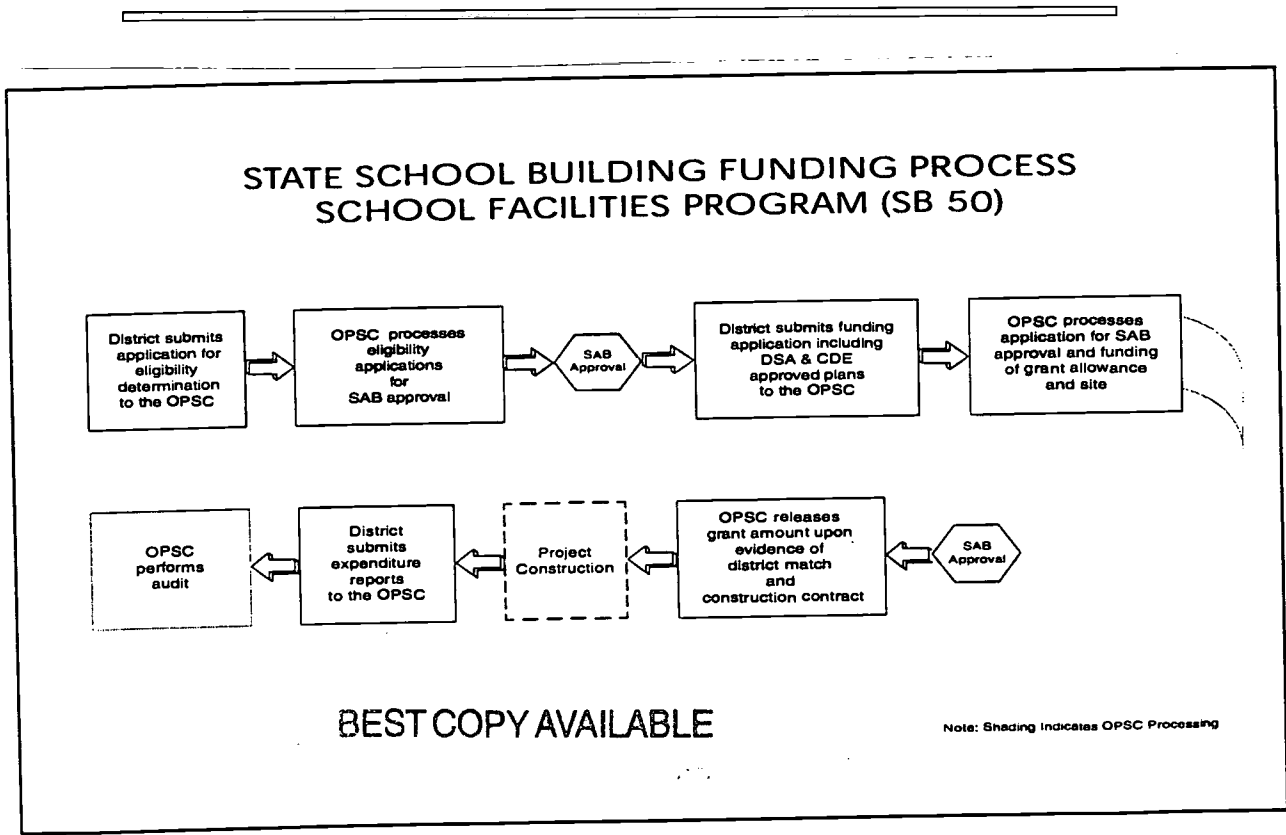 STATE SCHOOL BUILDING FUNDING PROCESS
SCHOOL FACILITIES PROGRAM (SB 50)
District submits
application for
eligibility
determination
to the OPSC
OPSC processes
eligibility
applications
for
SAB approval
SAB
Approval
District submits funding
application including
DSA & CDE
approved plans
to the OPSC
OPSC processes
application for SAB
approval and funding
of grant allowance
and site
SAB
Approval
OPSC releases
grant amount upon
evidence of
district match
and
construction contract
Project
Construction
District
submits
expenditure
reports
to the OPSC
OPSC
performs
audit
BEST COPY AVAILABLE
Note: Shading Indicates OPSC Processing